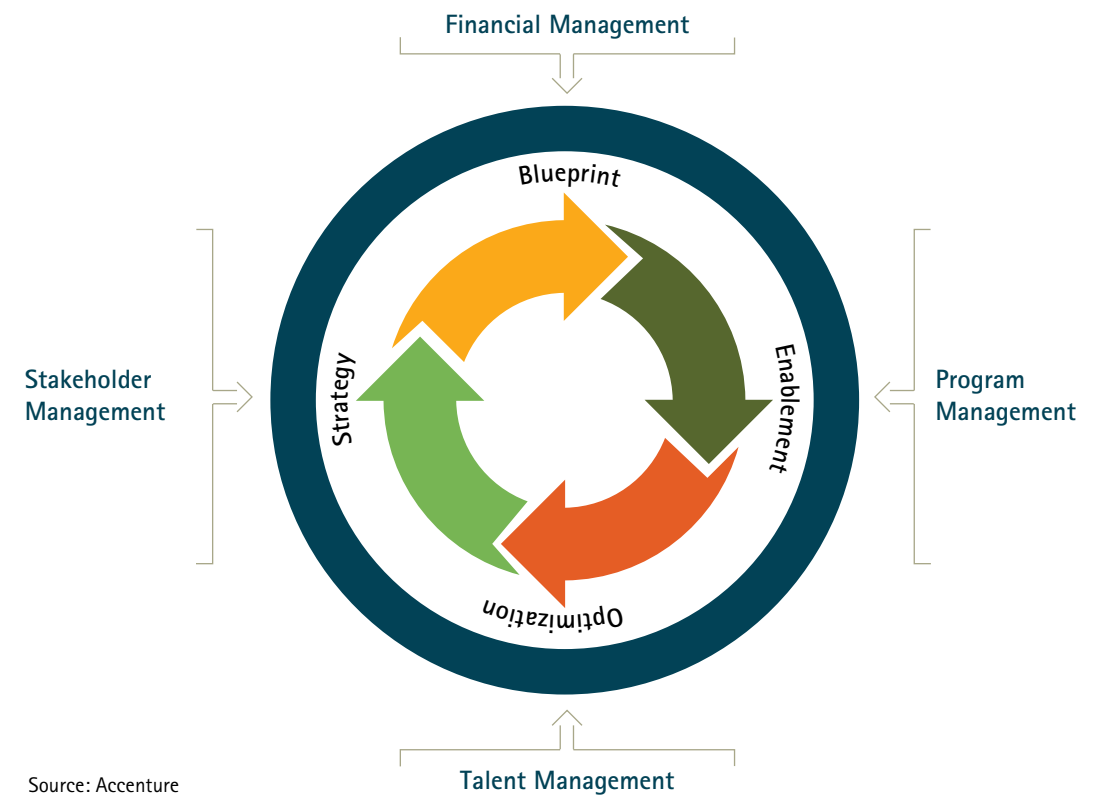 Financial Management
Blueprint
Stakeholder
Management
Strategy
Enablement
Program
Management
Optimization
Talent Management
Source: Accenture